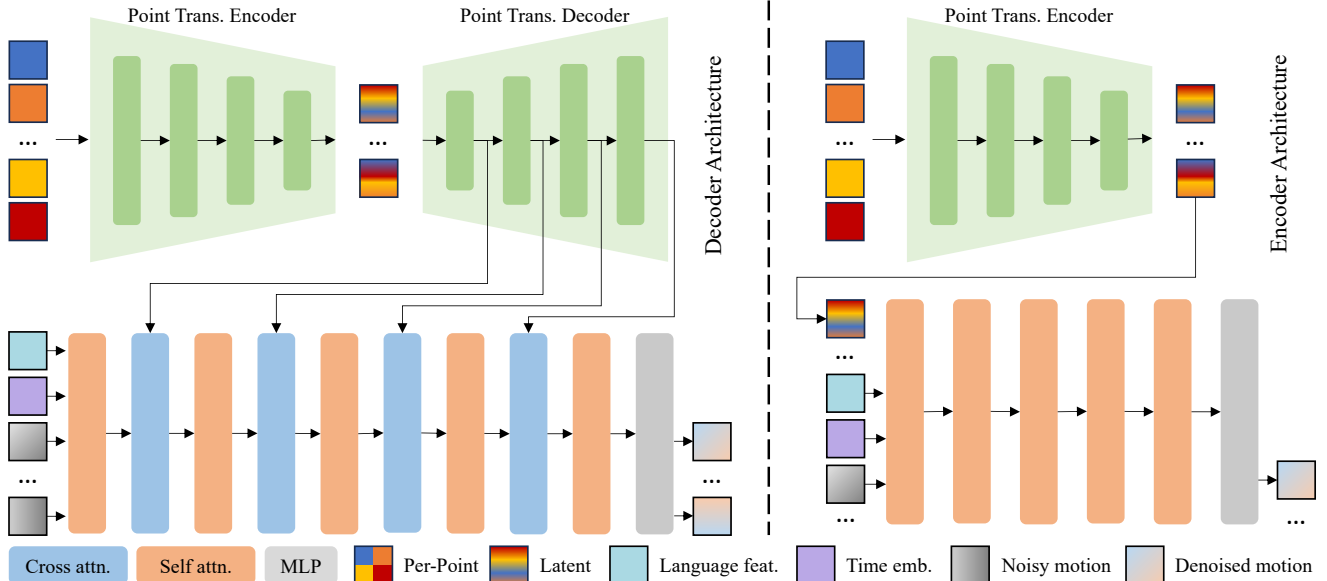 Point Trans. Encoder
Point Trans. Decoder
...
...
Decoder Architecture
...
...
Point Trans. Encoder
...
...
Encoder Architecture
...
...
...
Cross attn.
Self attn.
MLP
Per-Point
Latent
Language feat.
Time emb.
Noisy motion
Denoised motion